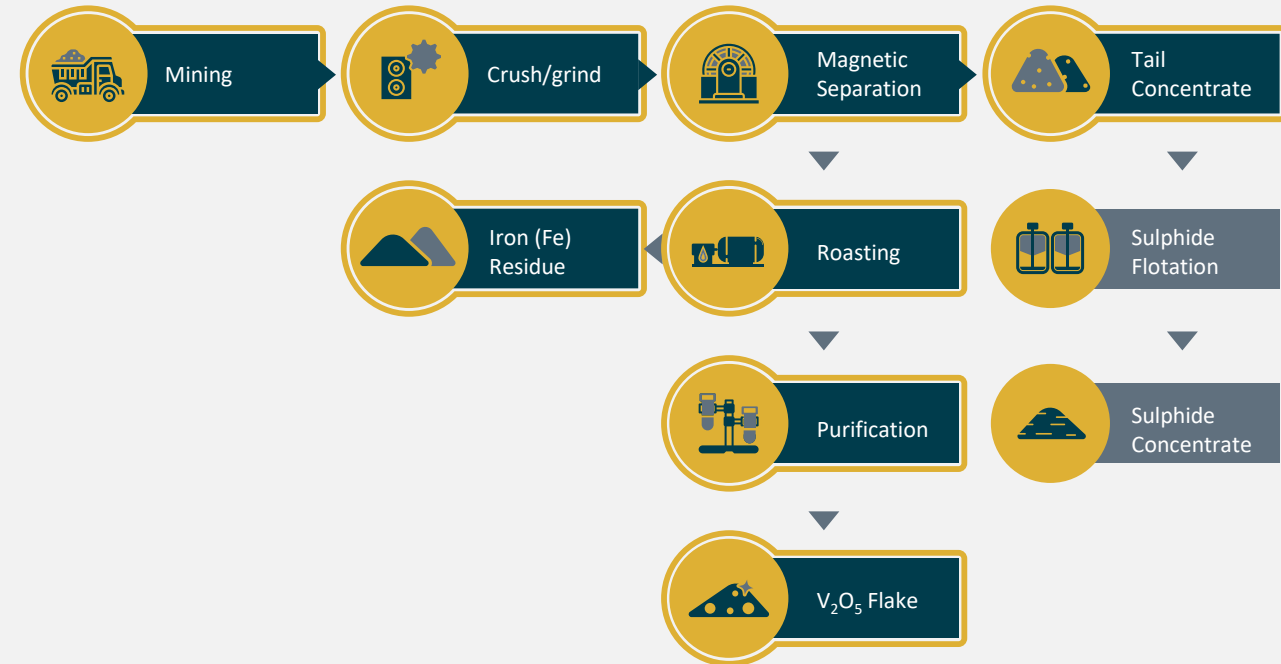 Mining
Crush/grind
Magnetic
Separation
Tail
Concentrate
Iron (Fe)
Residue
Roasting
Sulphide
Flotation
Purification
Sulphide
Concentrate
V₂O₅ Flake